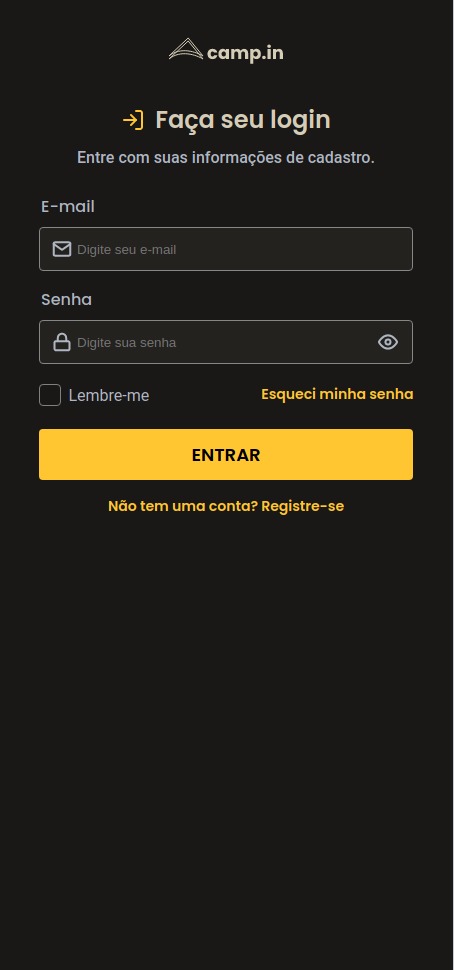 camp.in
Faça seu login
Entre com suas informações de cadastro.
E-mail
Digite seu e-mail
Senha
Digite sua senha
Lembre-me Esqueci minha senha
ENTRAR
Não tem uma conta? Registre-se